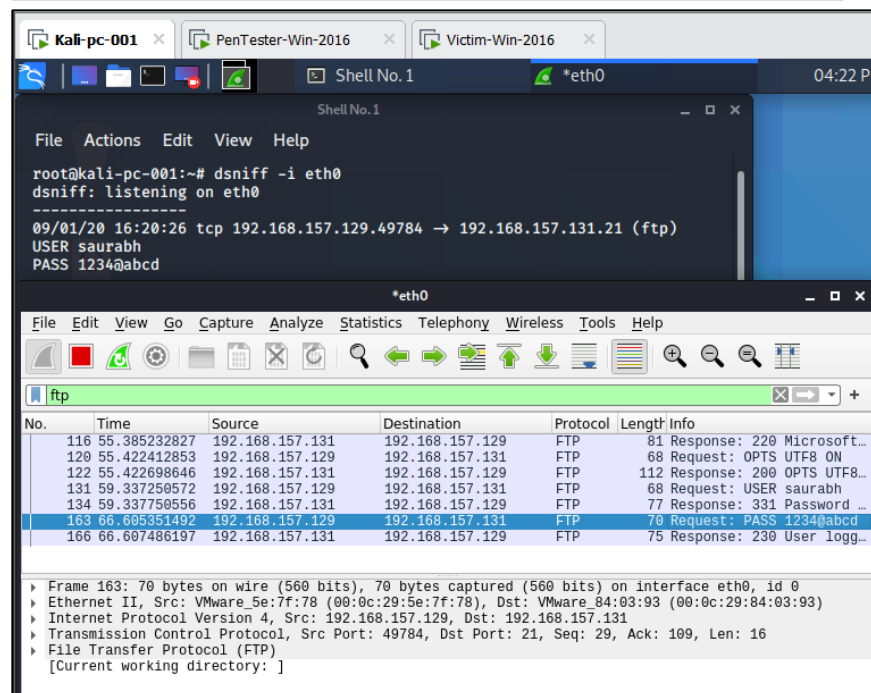 Kali-pc-001 × PenTester-Win-2016 × Victim-Win-2016 ×
Shell No. 1 *eth0 04:22 P
Shell No. 1
File Actions Edit View Help
root@kali-pc-001:~# dsniff -i eth0
dsniff: listening on eth0
-----------------
09/01/20 16:20:26 tcp 192.168.157.129.49784 → 192.168.157.131.21 (ftp)
USER saurabh
PASS 1234@abcd
*eth0
File Edit View Go Capture Analyze Statistics Telephony Wireless Tools Help
ftp
No. Time Source Destination Protocol Length Info
116 55.385232827 192.168.157.131 192.168.157.129 FTP 81 Response: 220 Microsoft…
120 55.422412853 192.168.157.129 192.168.157.131 FTP 68 Request: OPTS UTF8 ON
122 55.422698646 192.168.157.131 192.168.157.129 FTP 112 Response: 200 OPTS UTF8…
131 59.337250572 192.168.157.129 192.168.157.131 FTP 68 Request: USER saurabh
134 59.337750556 192.168.157.131 192.168.157.129 FTP 77 Response: 331 Password …
163 66.605351492 192.168.157.129 192.168.157.131 FTP 70 Request: PASS 1234@abcd
166 66.607486197 192.168.157.131 192.168.157.129 FTP 75 Response: 230 User logg…
Frame 163: 70 bytes on wire (560 bits), 70 bytes captured (560 bits) on interface eth0, id 0
Ethernet II, Src: VMware_5e:7f:78 (00:0c:29:5e:7f:78), Dst: VMware_84:03:93 (00:0c:29:84:03:93)
Internet Protocol Version 4, Src: 192.168.157.129, Dst: 192.168.157.131
Transmission Control Protocol, Src Port: 49784, Dst Port: 21, Seq: 29, Ack: 109, Len: 16
File Transfer Protocol (FTP)
[Current working directory: ]